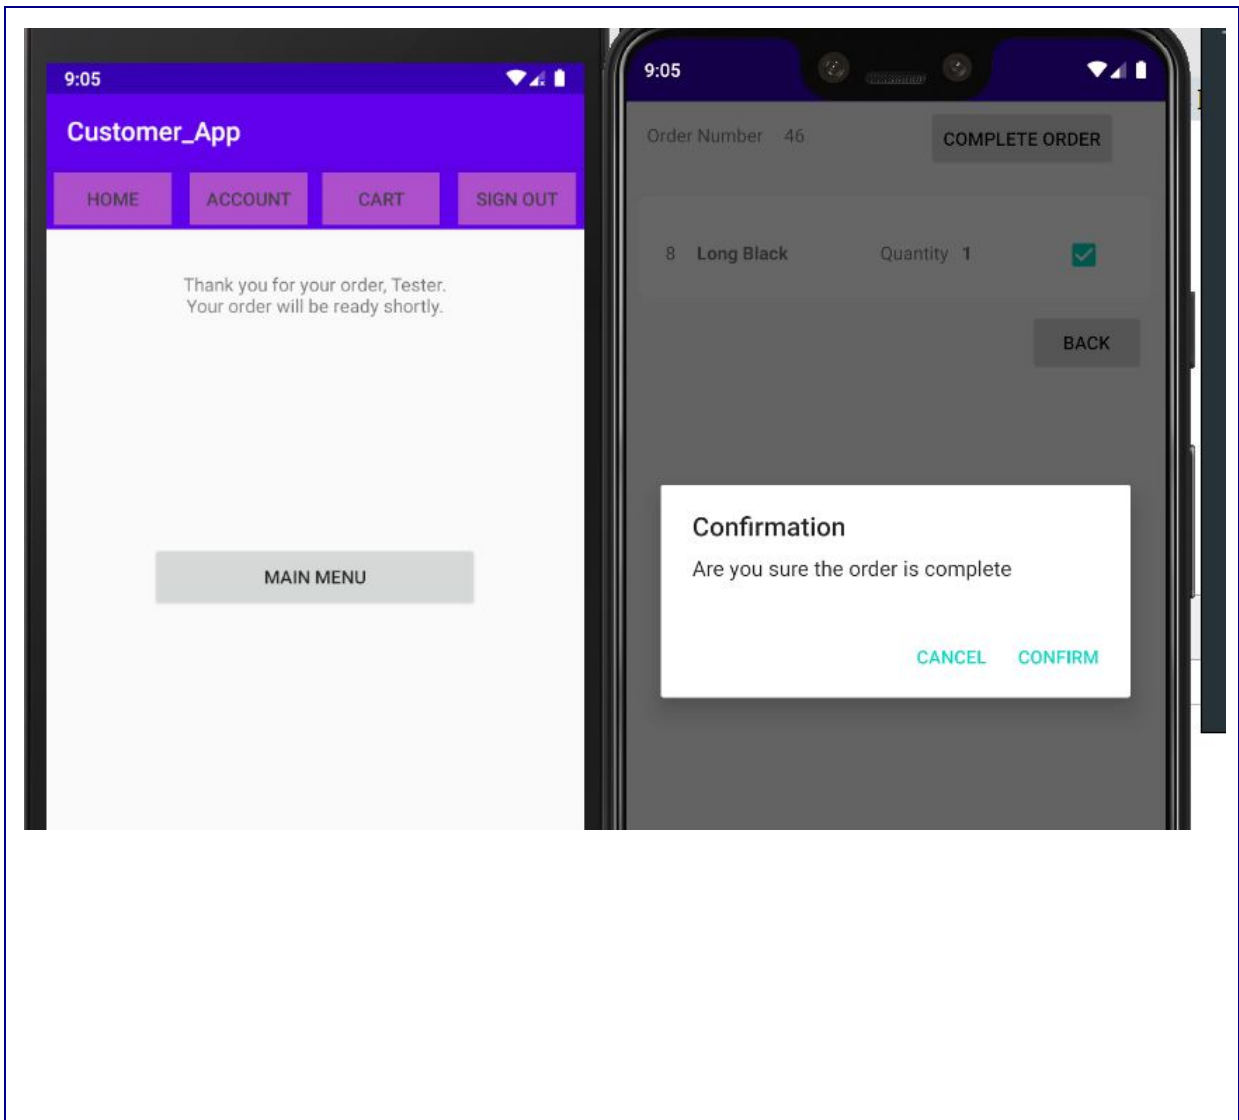 9:05
Customer_App
HOME ACCOUNT CART SIGN OUT
Thank you for your order, Tester.
Your order will be ready shortly.
MAIN MENU
9:05
Order Number 46 COMPLETE ORDER
8 Long Black Quantity 1
BACK
Confirmation
Are you sure the order is complete
CANCEL CONFIRM